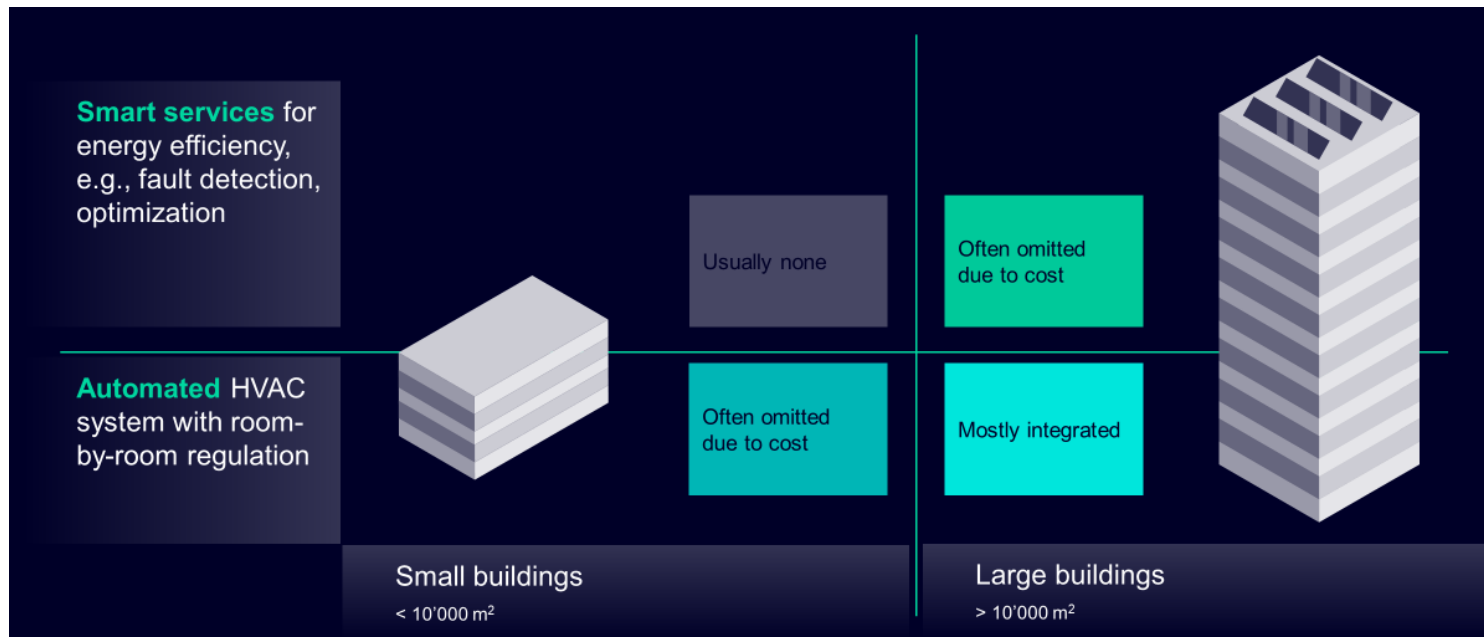 Smart services for
energy efficiency,
e.g., fault detection,
optimization
Usually none
Often omitted
due to cost
Automated HVAC
system with room-
by-room regulation
Often omitted
due to cost
Mostly integrated
Small buildings
< 10’000 m²
Large buildings
> 10’000 m²